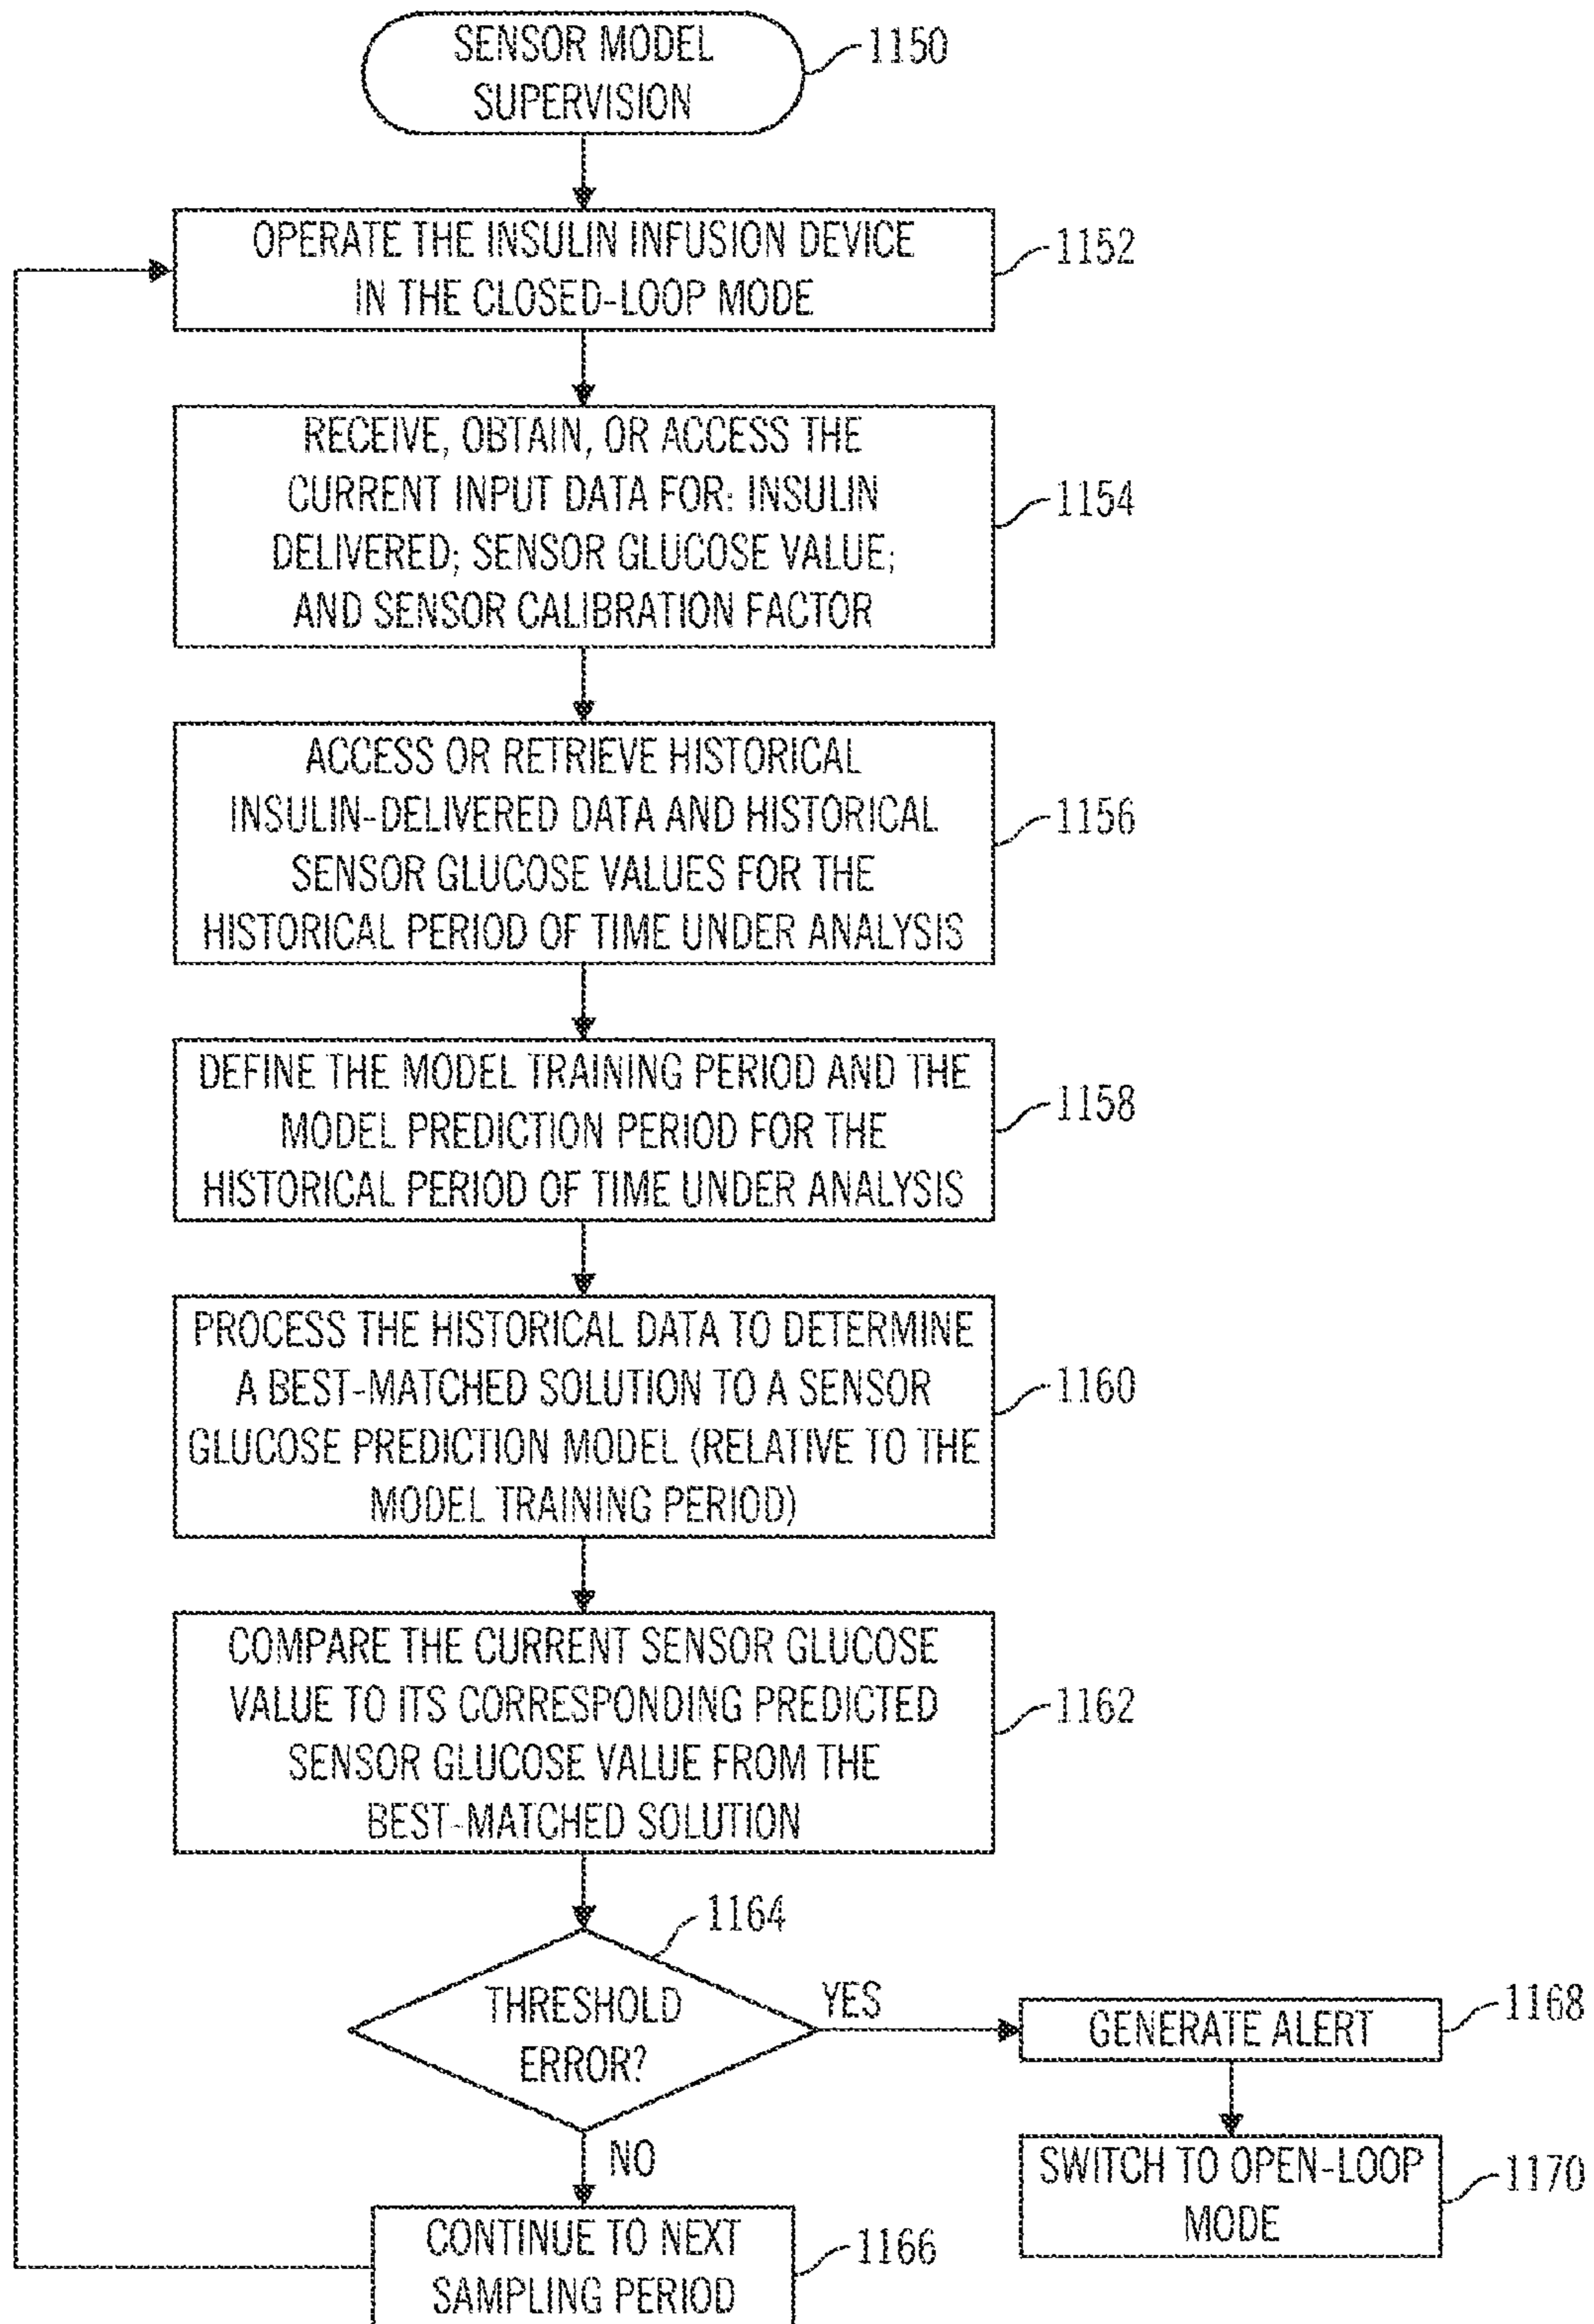 SENSOR MODEL
SUPERVISION
1150
OPERATE THE INSULIN INFUSION DEVICE
IN THE CLOSED-LOOP MODE
1152
RECEIVE, OBTAIN, OR ACCESS THE
CURRENT INPUT DATA FOR: INSULIN
DELIVERED; SENSOR GLUCOSE VALUE;
AND SENSOR CALIBRATION FACTOR
1154
ACCESS OR RETRIEVE HISTORICAL
INSULIN-DELIVERED DATA AND HISTORICAL
SENSOR GLUCOSE VALUES FOR THE
HISTORICAL PERIOD OF TIME UNDER ANALYSIS
1156
DEFINE THE MODEL TRAINING PERIOD AND THE
MODEL PREDICTION PERIOD FOR THE
HISTORICAL PERIOD OF TIME UNDER ANALYSIS
1158
PROCESS THE HISTORICAL DATA TO DETERMINE
A BEST-MATCHED SOLUTION TO A SENSOR
GLUCOSE PREDICTION MODEL (RELATIVE TO THE
MODEL TRAINING PERIOD)
1160
COMPARE THE CURRENT SENSOR GLUCOSE
VALUE TO ITS CORRESPONDING PREDICTED
SENSOR GLUCOSE VALUE FROM THE
BEST-MATCHED SOLUTION
1162
1164
THRESHOLD
ERROR?
YES
GENERATE ALERT
1168
NO
SWITCH TO OPEN-LOOP
MODE
1170
CONTINUE TO NEXT
SAMPLING PERIOD
1166